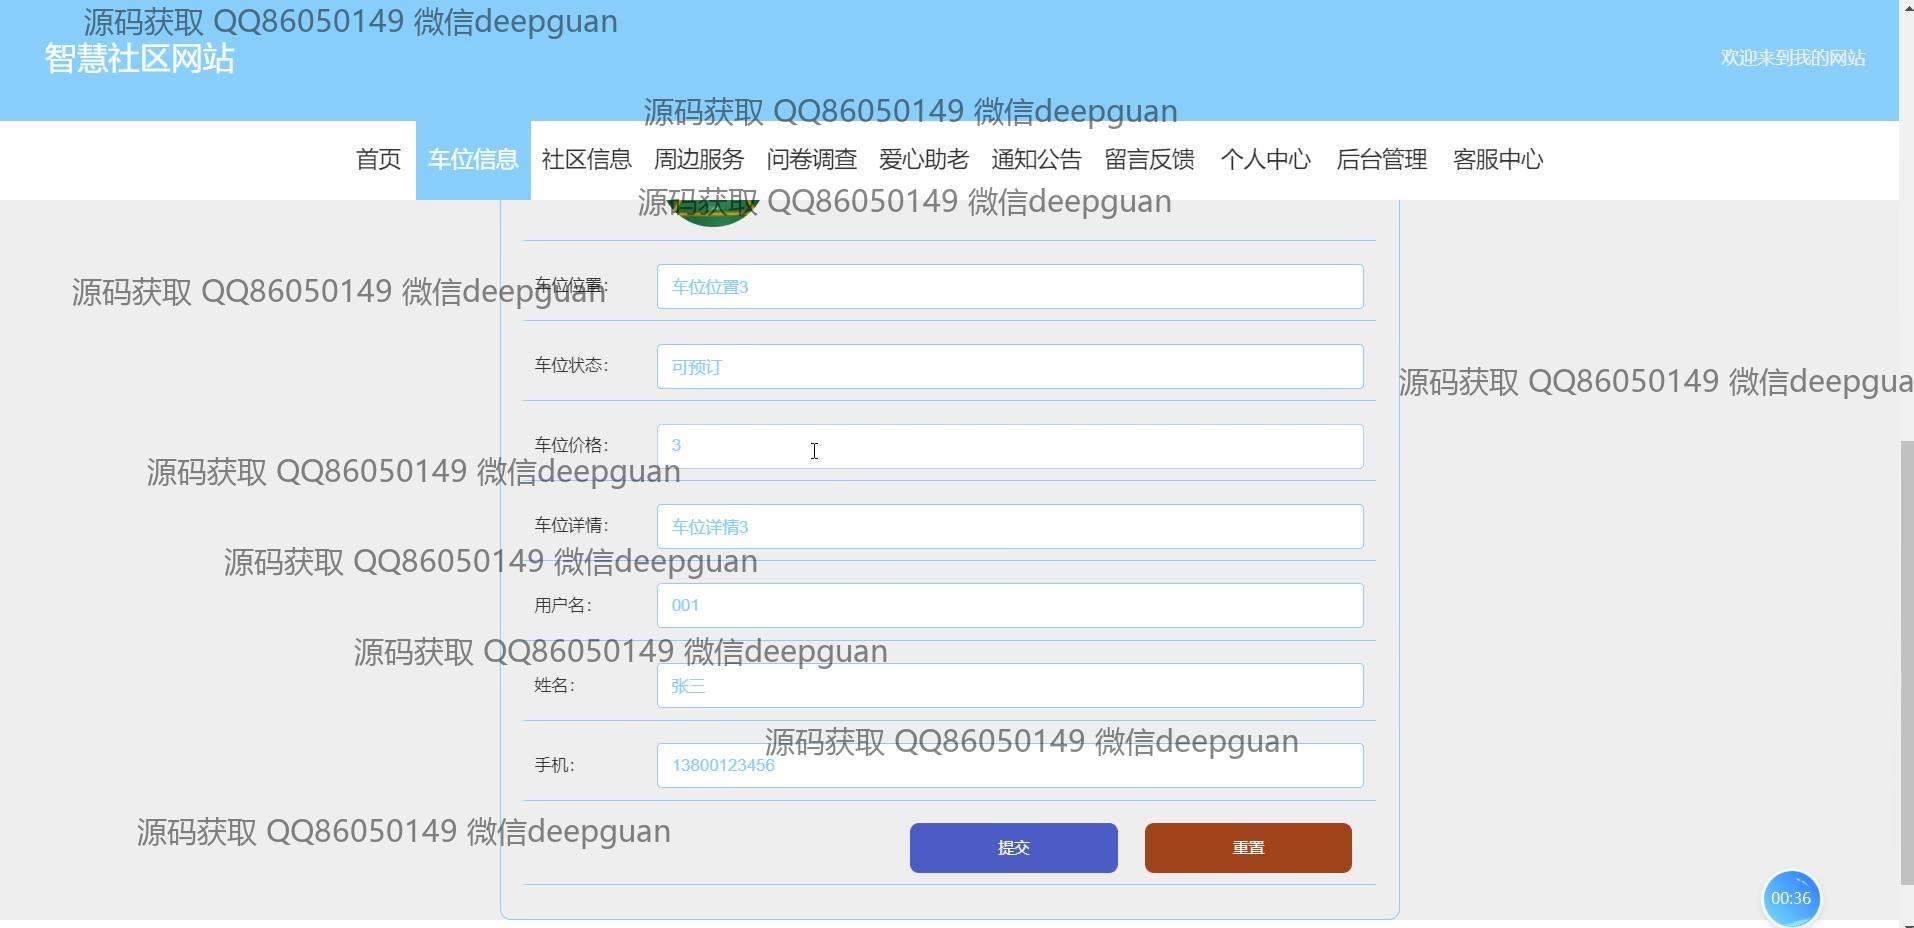 源码获取 QQ86050149 微信deepguan
智慧社区网站
欢迎来到我的网站
源码获取 QQ86050149 微信deepguan
首页 车位信息 社区信息 周边服务 问卷调查 爱心助老 通知公告 留言反馈 个人中心 后台管理 客服中心
源码获取 QQ86050149 微信deepguan
车位位置: 车位位置3
源码获取 QQ86050149 微信deepguan
车位状态: 可预订
源码获取 QQ86050149 微信deepgua
车位价格: 3
源码获取 QQ86050149 微信deepguan
车位详情: 车位详情3
源码获取 QQ86050149 微信deepguan
用户名: 001
源码获取 QQ86050149 微信deepguan
姓名: 张三
源码获取 QQ86050149 微信deepguan
手机: 13800123456
源码获取 QQ86050149 微信deepguan
提交 重置
00:36